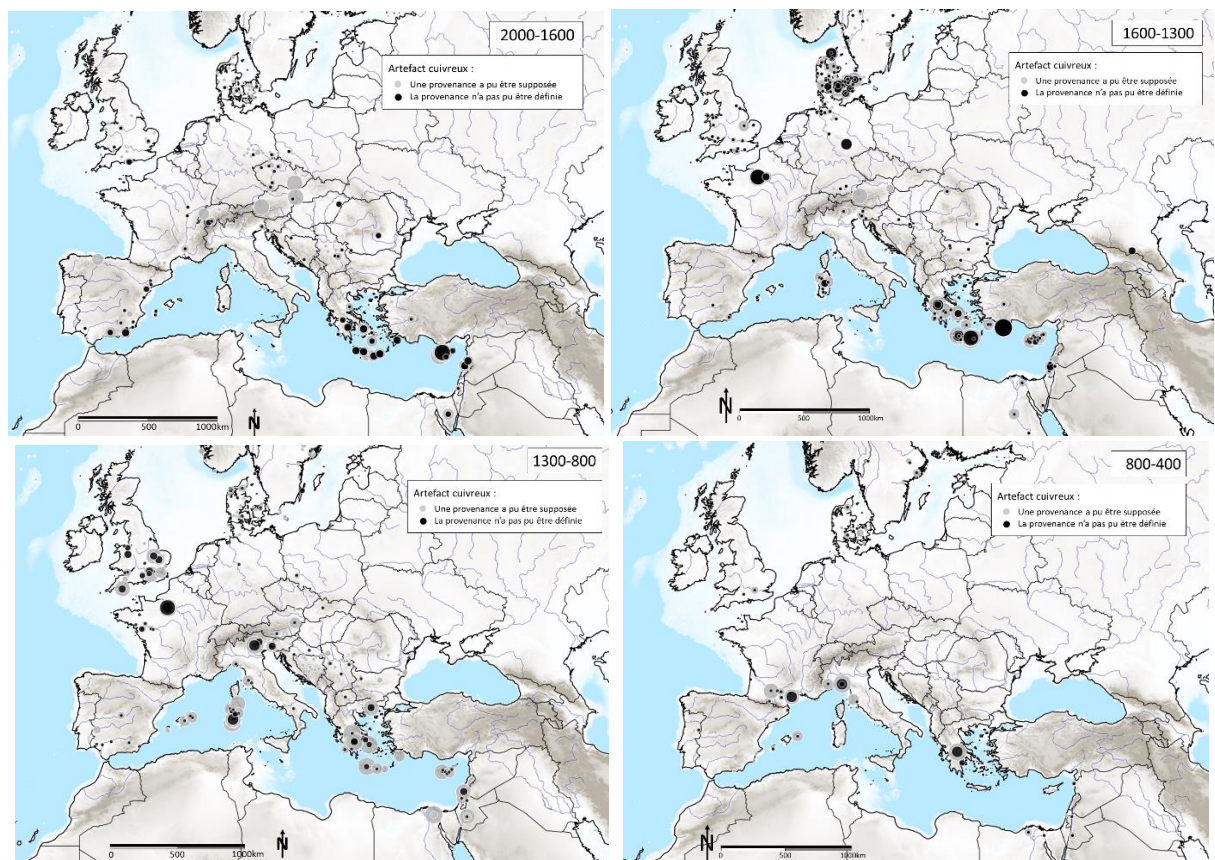 2000-1600
Artefact cuivreux :
Une provenance a pu être supposée
La provenance n'a pas pu être définie
0 500 1000km
N
1600-1300
Artefact cuivreux :
Une provenance a pu être supposée
La provenance n'a pas pu être définie
N
0 500 1000km
1300-800
Artefact cuivreux :
Une provenance a pu être supposée
La provenance n'a pas pu être définie
0 500 1000km
N
800-400
Artefact cuivreux :
Une provenance a pu être supposée
La provenance n'a pas pu être définie
N
0 500 1000km